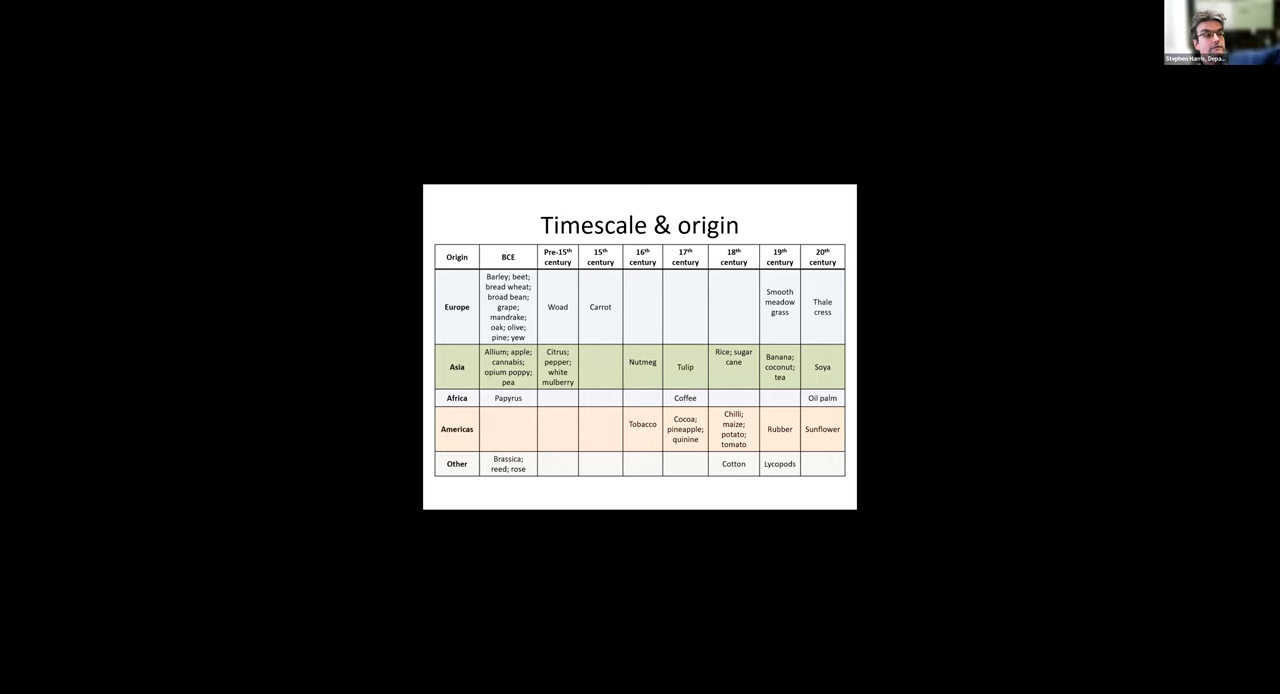 Stephen Harris, Depa...
Timescale & origin
Origin BCE Pre-15th century 15th century 16th century 17th century 18th century 19th century 20th century
Europe Barley; beet; bread wheat; broad bean; grape; mandrake; oak; olive; pine; yew Woad Carrot Smooth meadow grass Thale cress
Asia Allium; apple; cannabis; opium poppy; pea Citrus; pepper; white mulberry Nutmeg Tulip Rice; sugar cane Banana; coconut; tea Soya
Africa Papyrus Coffee Oil palm
Americas Tobacco Cocoa; pineapple; quinine Chilli; maize; potato; tomato Rubber Sunflower
Other Brassica; reed; rose Cotton Lycopods